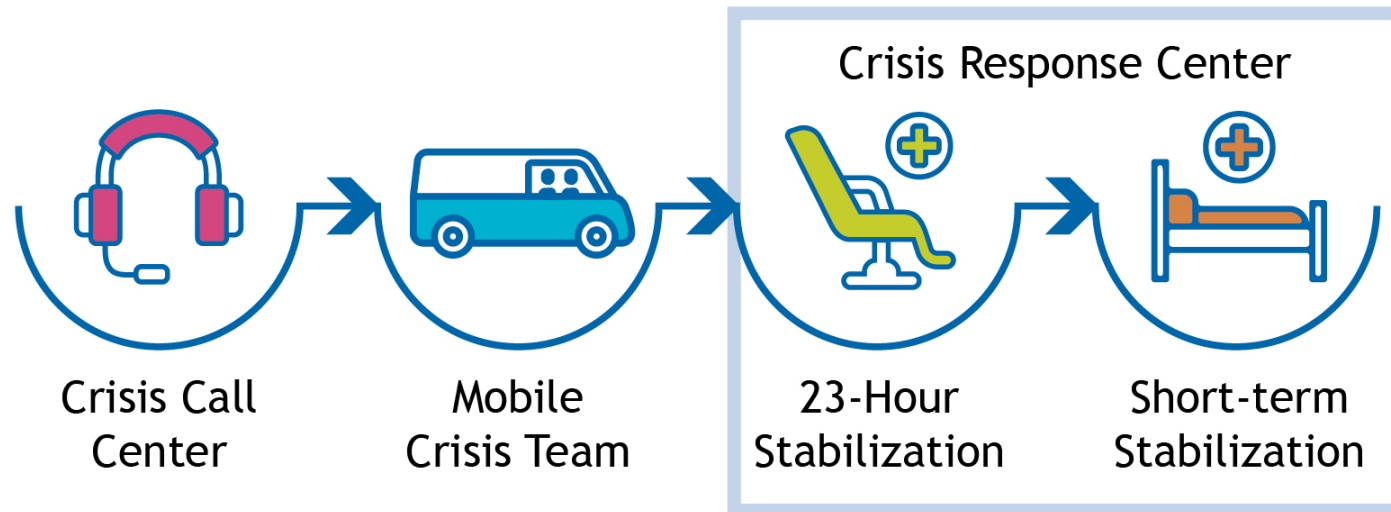 Crisis Response Center
Crisis Call
Center
Mobile
Crisis Team
23-Hour
Stabilization
Short-term
Stabilization